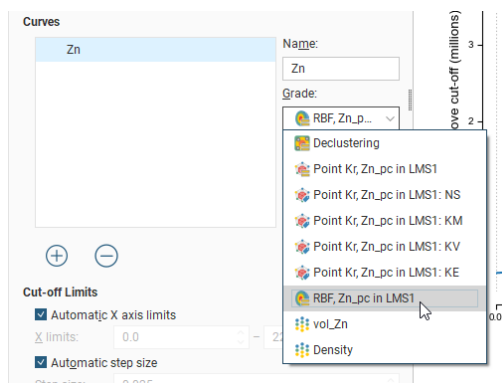 Curves
Zn
Name:
Zn
Grade:
RBF, Zn_p...
Declustering
Point Kr, Zn_pc in LMS1
Point Kr, Zn_pc in LMS1: NS
Point Kr, Zn_pc in LMS1: KM
Point Kr, Zn_pc in LMS1: KV
Point Kr, Zn_pc in LMS1: KE
RBF, Zn_pc in LMS1
vol_Zn
Density
Cut-off Limits
Automatic X axis limits
X limits: 0.0 – 22
Automatic step size
ove cut-off (millions)
3
2
0.0